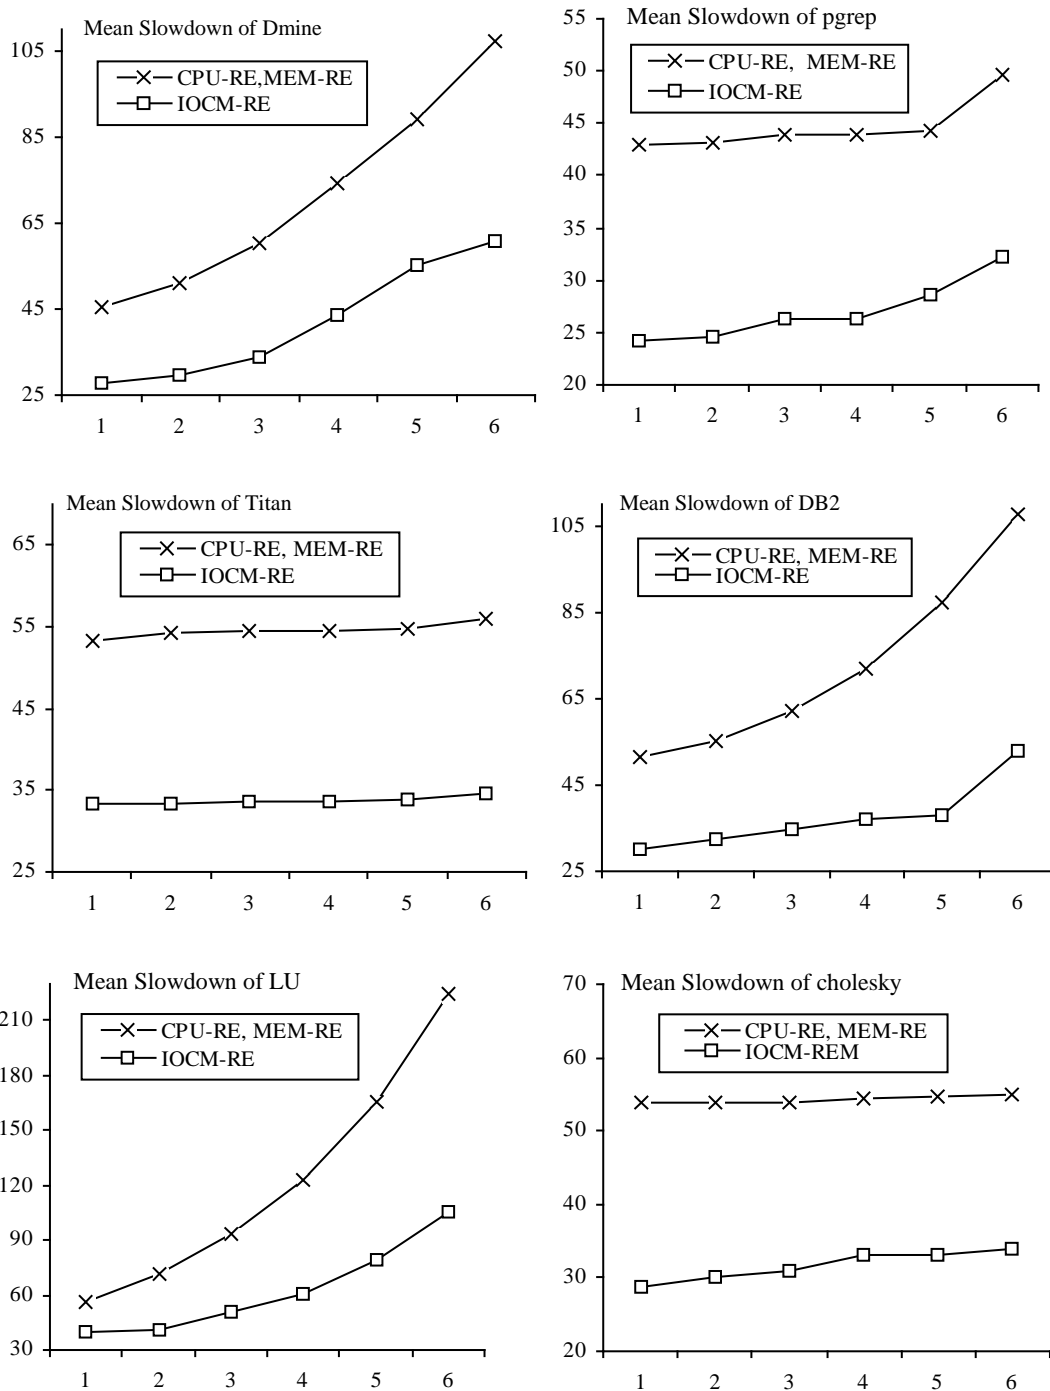 Mean Slowdown of Dmine
CPU-RE,MEM-RE
IOCM-RE
105
85
65
45
25
1 2 3 4 5 6
Mean Slowdown of pgrep
CPU-RE, MEM-RE
IOCM-RE
55
50
45
40
35
30
25
20
1 2 3 4 5 6
Mean Slowdown of Titan
CPU-RE, MEM-RE
IOCM-RE
65
55
45
35
25
1 2 3 4 5 6
Mean Slowdown of DB2
CPU-RE, MEM-RE
IOCM-RE
105
85
65
45
25
1 2 3 4 5 6
Mean Slowdown of LU
CPU-RE, MEM-RE
IOCM-RE
210
180
150
120
90
60
30
1 2 3 4 5 6
Mean Slowdown of cholesky
CPU-RE, MEM-RE
IOCM-REM
70
60
50
40
30
20
1 2 3 4 5 6